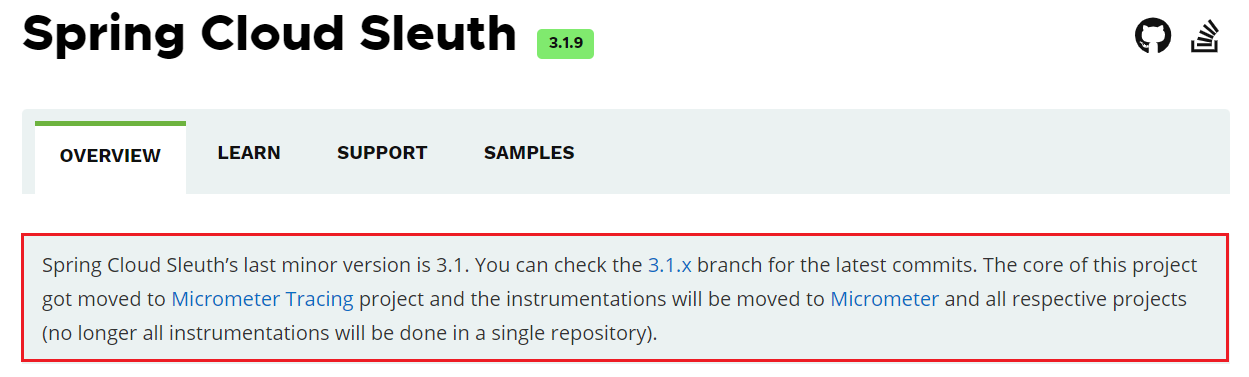 Spring Cloud Sleuth 3.1.9
OVERVIEW LEARN SUPPORT SAMPLES
Spring Cloud Sleuth’s last minor version is 3.1. You can check the 3.1.x branch for the latest commits. The core of this project
got moved to Micrometer Tracing project and the instrumentations will be moved to Micrometer and all respective projects
(no longer all instrumentations will be done in a single repository).